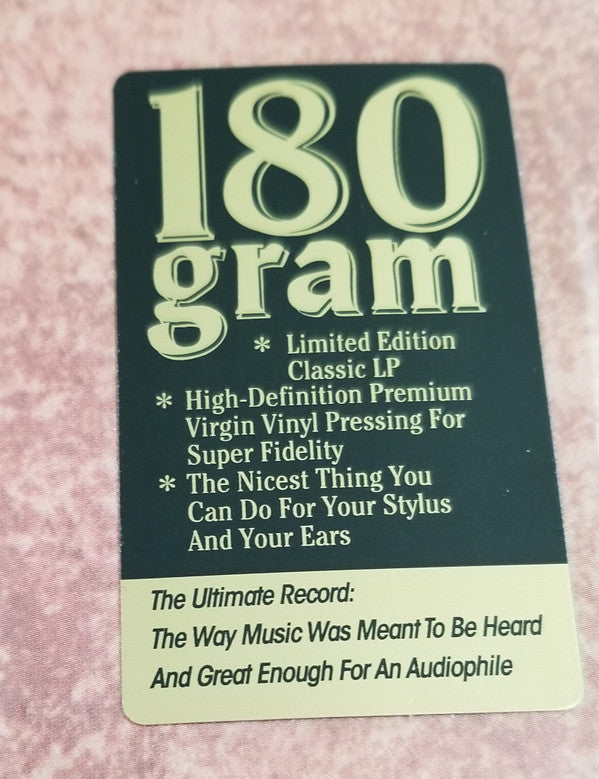 180
gram
* Limited Edition
Classic LP
* High-Definition Premium
Virgin Vinyl Pressing For
Super Fidelity
* The Nicest Thing You
Can Do For Your Stylus
And Your Ears
The Ultimate Record:
The Way Music Was Meant To Be Heard
And Great Enough For An Audiophile